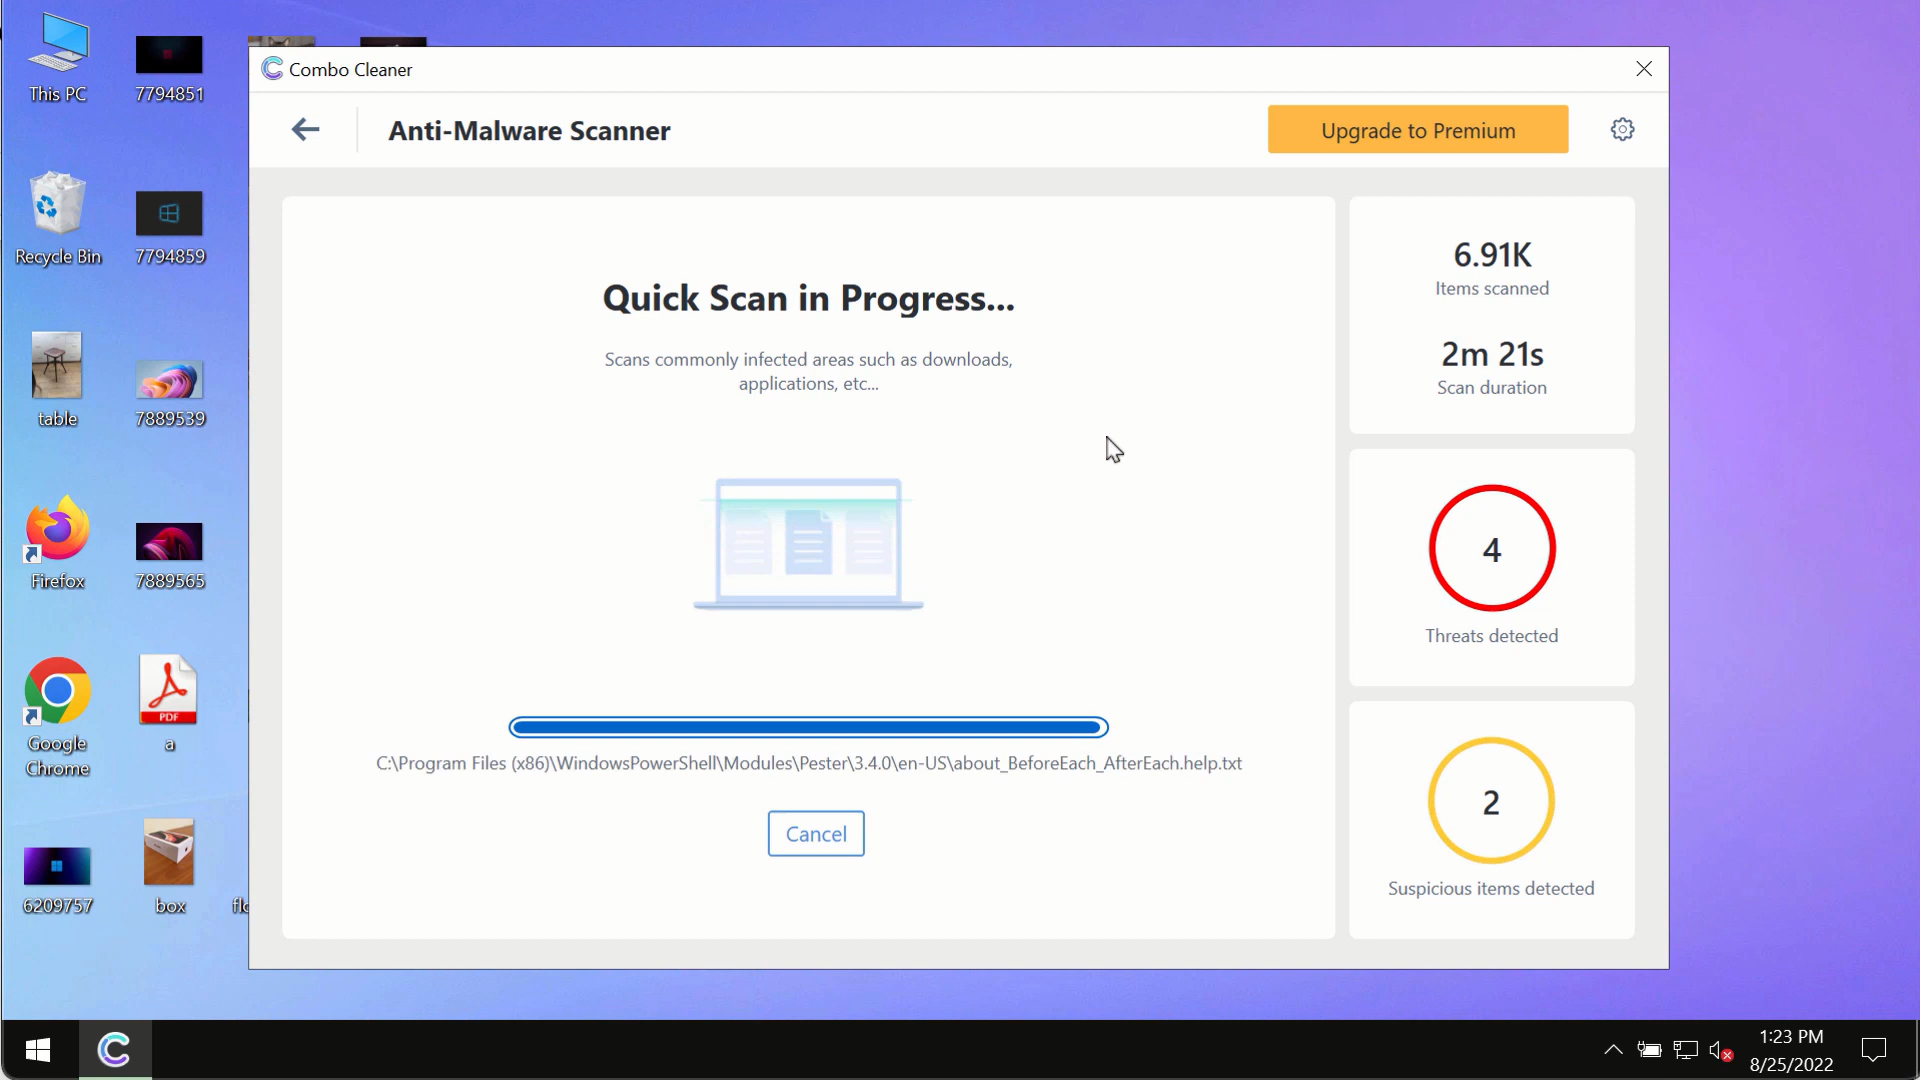 Combo Cleaner
Anti-Malware Scanner
Upgrade to Premium
Quick Scan in Progress...
Scans commonly infected areas such as downloads,
applications, etc...
C:\Program Files (x86)\WindowsPowerShell\Modules\Pester\3.4.0\en-US\about_BeforeEach_AfterEach.help.txt
Cancel
6.91K
Items scanned
2m 21s
Scan duration
4
Threats detected
2
Suspicious items detected
This PC
7794851
Recycle Bin
7794859
table
7889539
Firefox
7889565
Google
Chrome
PDF
a
6209757
box
1:23 PM
8/25/2022